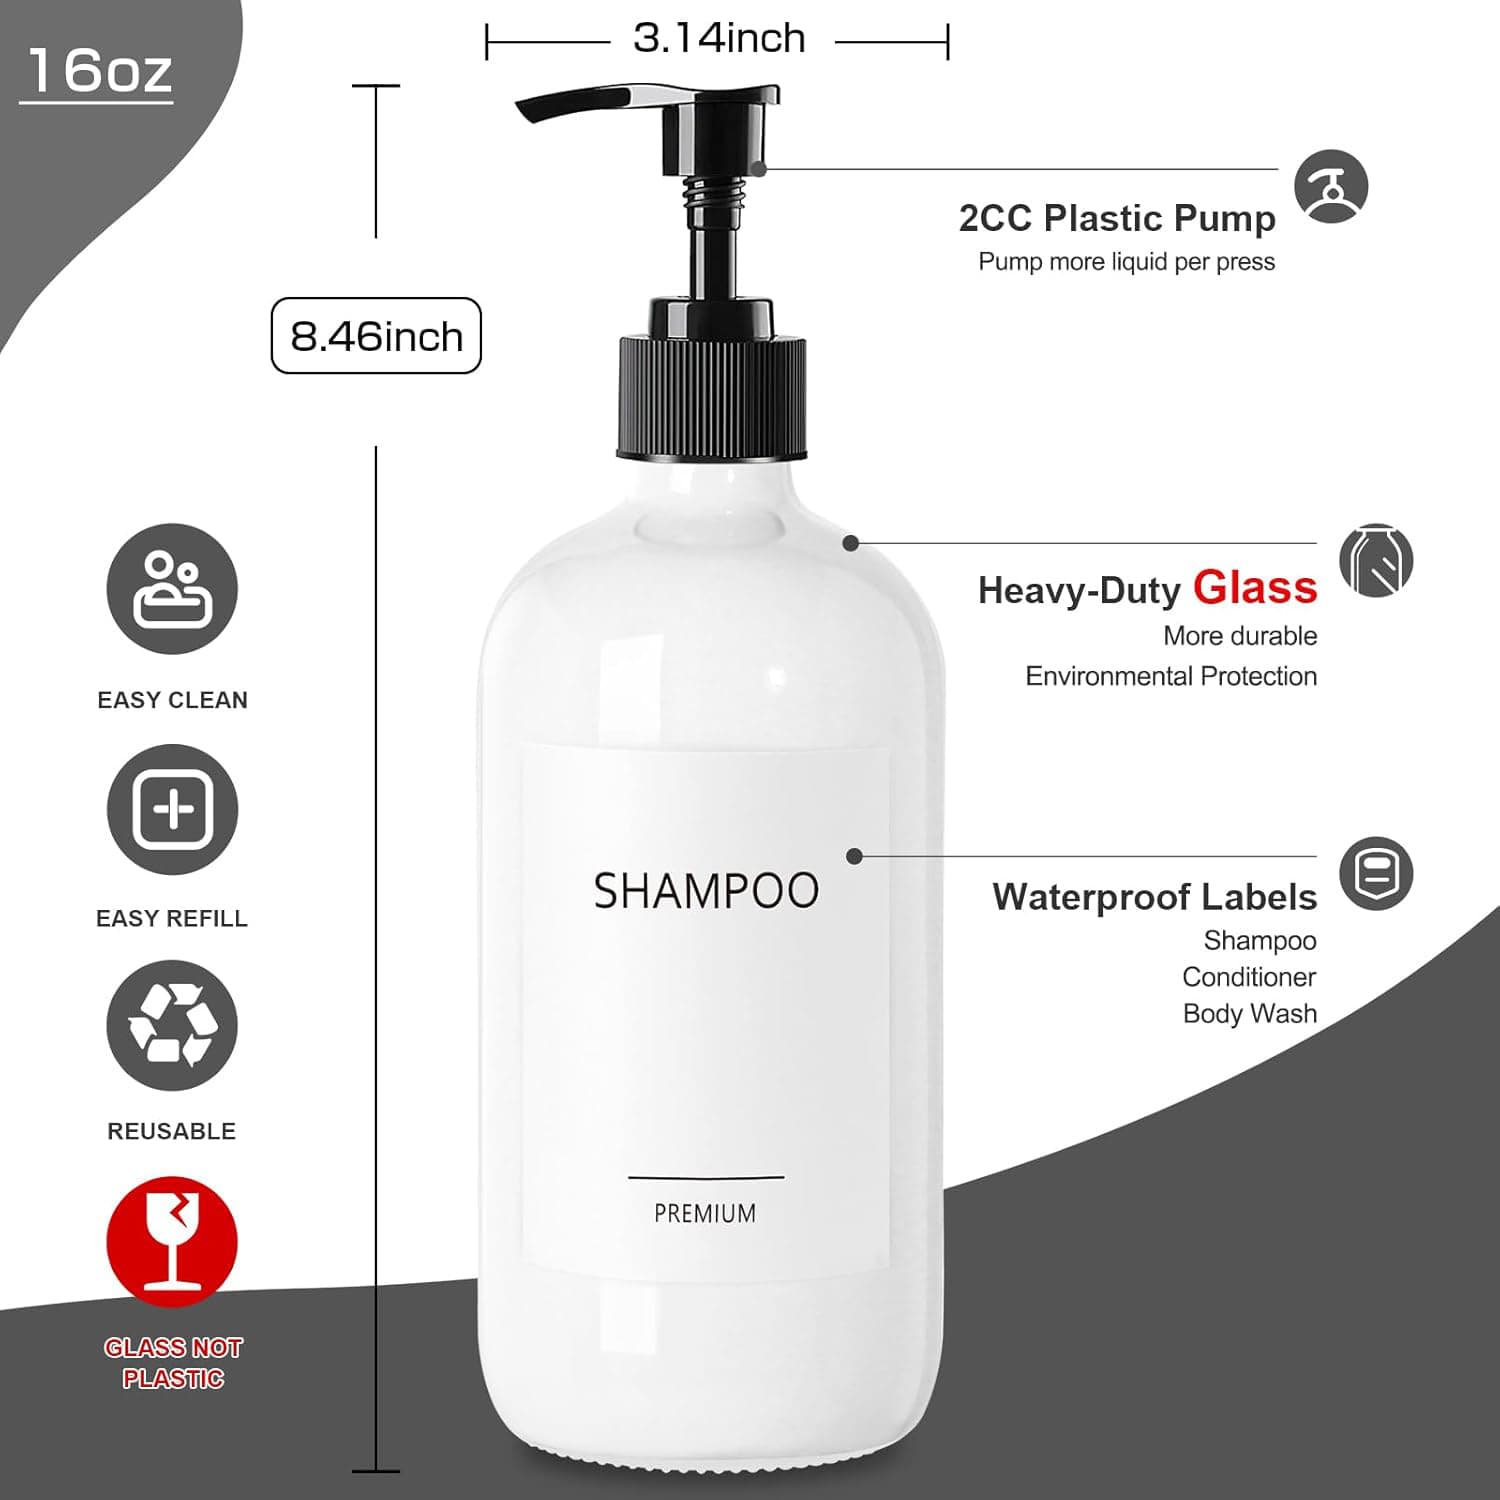 16oz
3.14inch
8.46inch
2CC Plastic Pump
Pump more liquid per press
Heavy-Duty Glass
More durable
Environmental Protection
Waterproof Labels
Shampoo
Conditioner
Body Wash
SHAMPOO
PREMIUM
EASY CLEAN
EASY REFILL
REUSABLE
GLASS NOT
PLASTIC